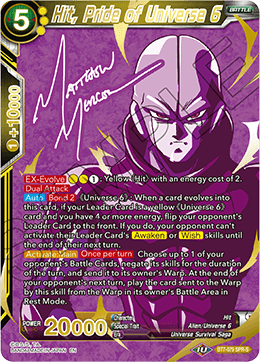 5
Hit, Pride of Universe 6
BATTLE
1 +10000
Matthew Mercer
EX-Evolve 1 : Yellow ‹Hit› with an energy cost of 2.
Dual Attack
Auto Bond 2 《Universe 6》: When a card evolves into
this card, if your Leader Card is a yellow 《Universe 6》
card and you have 4 or more energy, flip your opponent's
Leader Card to the front. If you do, your opponent can't
activate their Leader Card's Awaken or Wish skills until
the end of their next turn.
Activate: Main Once per turn Choose up to 1 of your
opponent's Battle Cards, negate its skills for the duration
of the turn, and send it to its owner's Warp. At the end of
your opponent's next turn, play the card sent to the Warp
by this skill from the Warp in its owner's Battle Area in
Rest Mode.
POWER 20000
Character Hit
Special Trait Alien/Universe 6
Era Universe Survival Saga
BANDAI MADE IN JAPAN EN
BT7-079 SPR-S